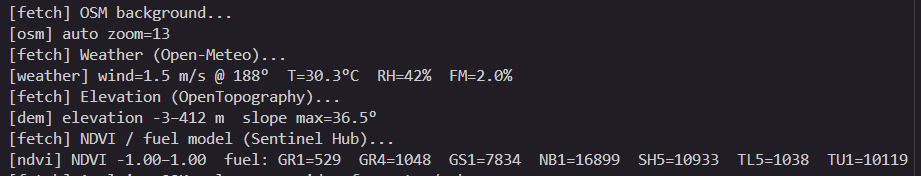 [fetch] OSM background...
[osm] auto zoom=13
[fetch] Weather (Open-Meteo)...
[weather] wind=1.5 m/s @ 188° T=30.3°C RH=42% FM=2.0%
[fetch] Elevation (OpenTopography)...
[dem] elevation -3–412 m slope max=36.5°
[fetch] NDVI / fuel model (Sentinel Hub)...
[ndvi] NDVI -1.00–1.00 fuel: GR1=529 GR4=1048 GS1=7834 NB1=16899 SH5=10933 TL5=1038 TU1=10119